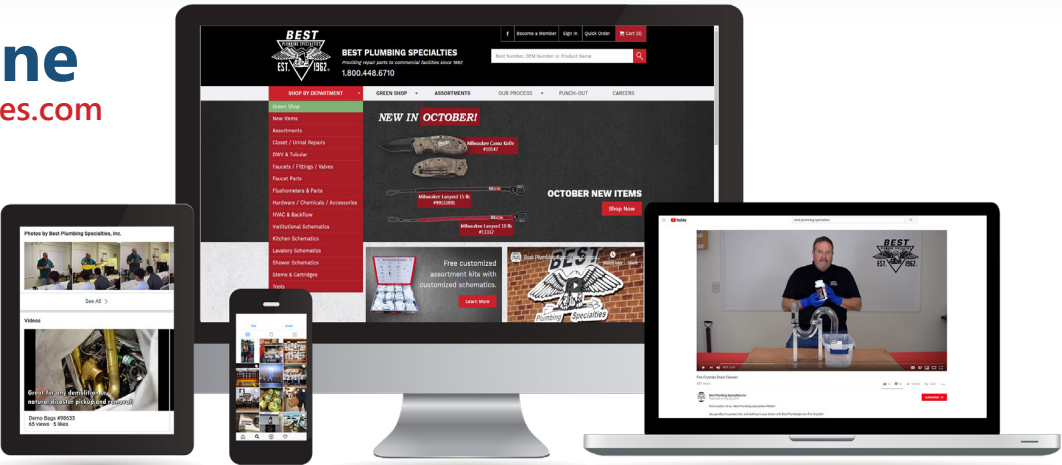 ne
es.com
BEST
PLUMBING SPECIALTIES
EST. 1962
BEST PLUMBING SPECIALTIES
Providing repair parts to commercial facilities since 1962
1.800.448.6710
f Become a Member Sign In Quick Order Cart (0)
Best Number, OEM Number or Product Name
SHOP BY DEPARTMENT
GREEN SHOP
ASSORTMENTS
OUR PROCESS
PUNCH-OUT
CAREERS
Green Shop
New Items
Assortments
Closet / Urinal Repairs
DWV & Tubular
Faucets / Fittings / Valves
Faucet Parts
Flushometers & Parts
Hardware / Chemicals / Accessories
HVAC & Backflow
Institutional Schematics
Kitchen Schematics
Lavatory Schematics
Shower Schematics
Stems & Cartridges
Tools
NEW IN OCTOBER!
Milwaukee Camo Knife
Milwaukee Lanyard 15 lb
Milwaukee Lanyard 10 lb
OCTOBER NEW ITEMS
Shop Now
Free customized
assortment kits with
customized schematics.
Learn More
BEST
Plumbing Specialties
Photos by Best Plumbing Specialties, Inc.
See All >
Videos
Great for any demolition or
natural disaster pickup and removal!
Demo Bags #98633
65 views · 5 likes
YouTube
best plumbing specialties
BEST
EST. 1962